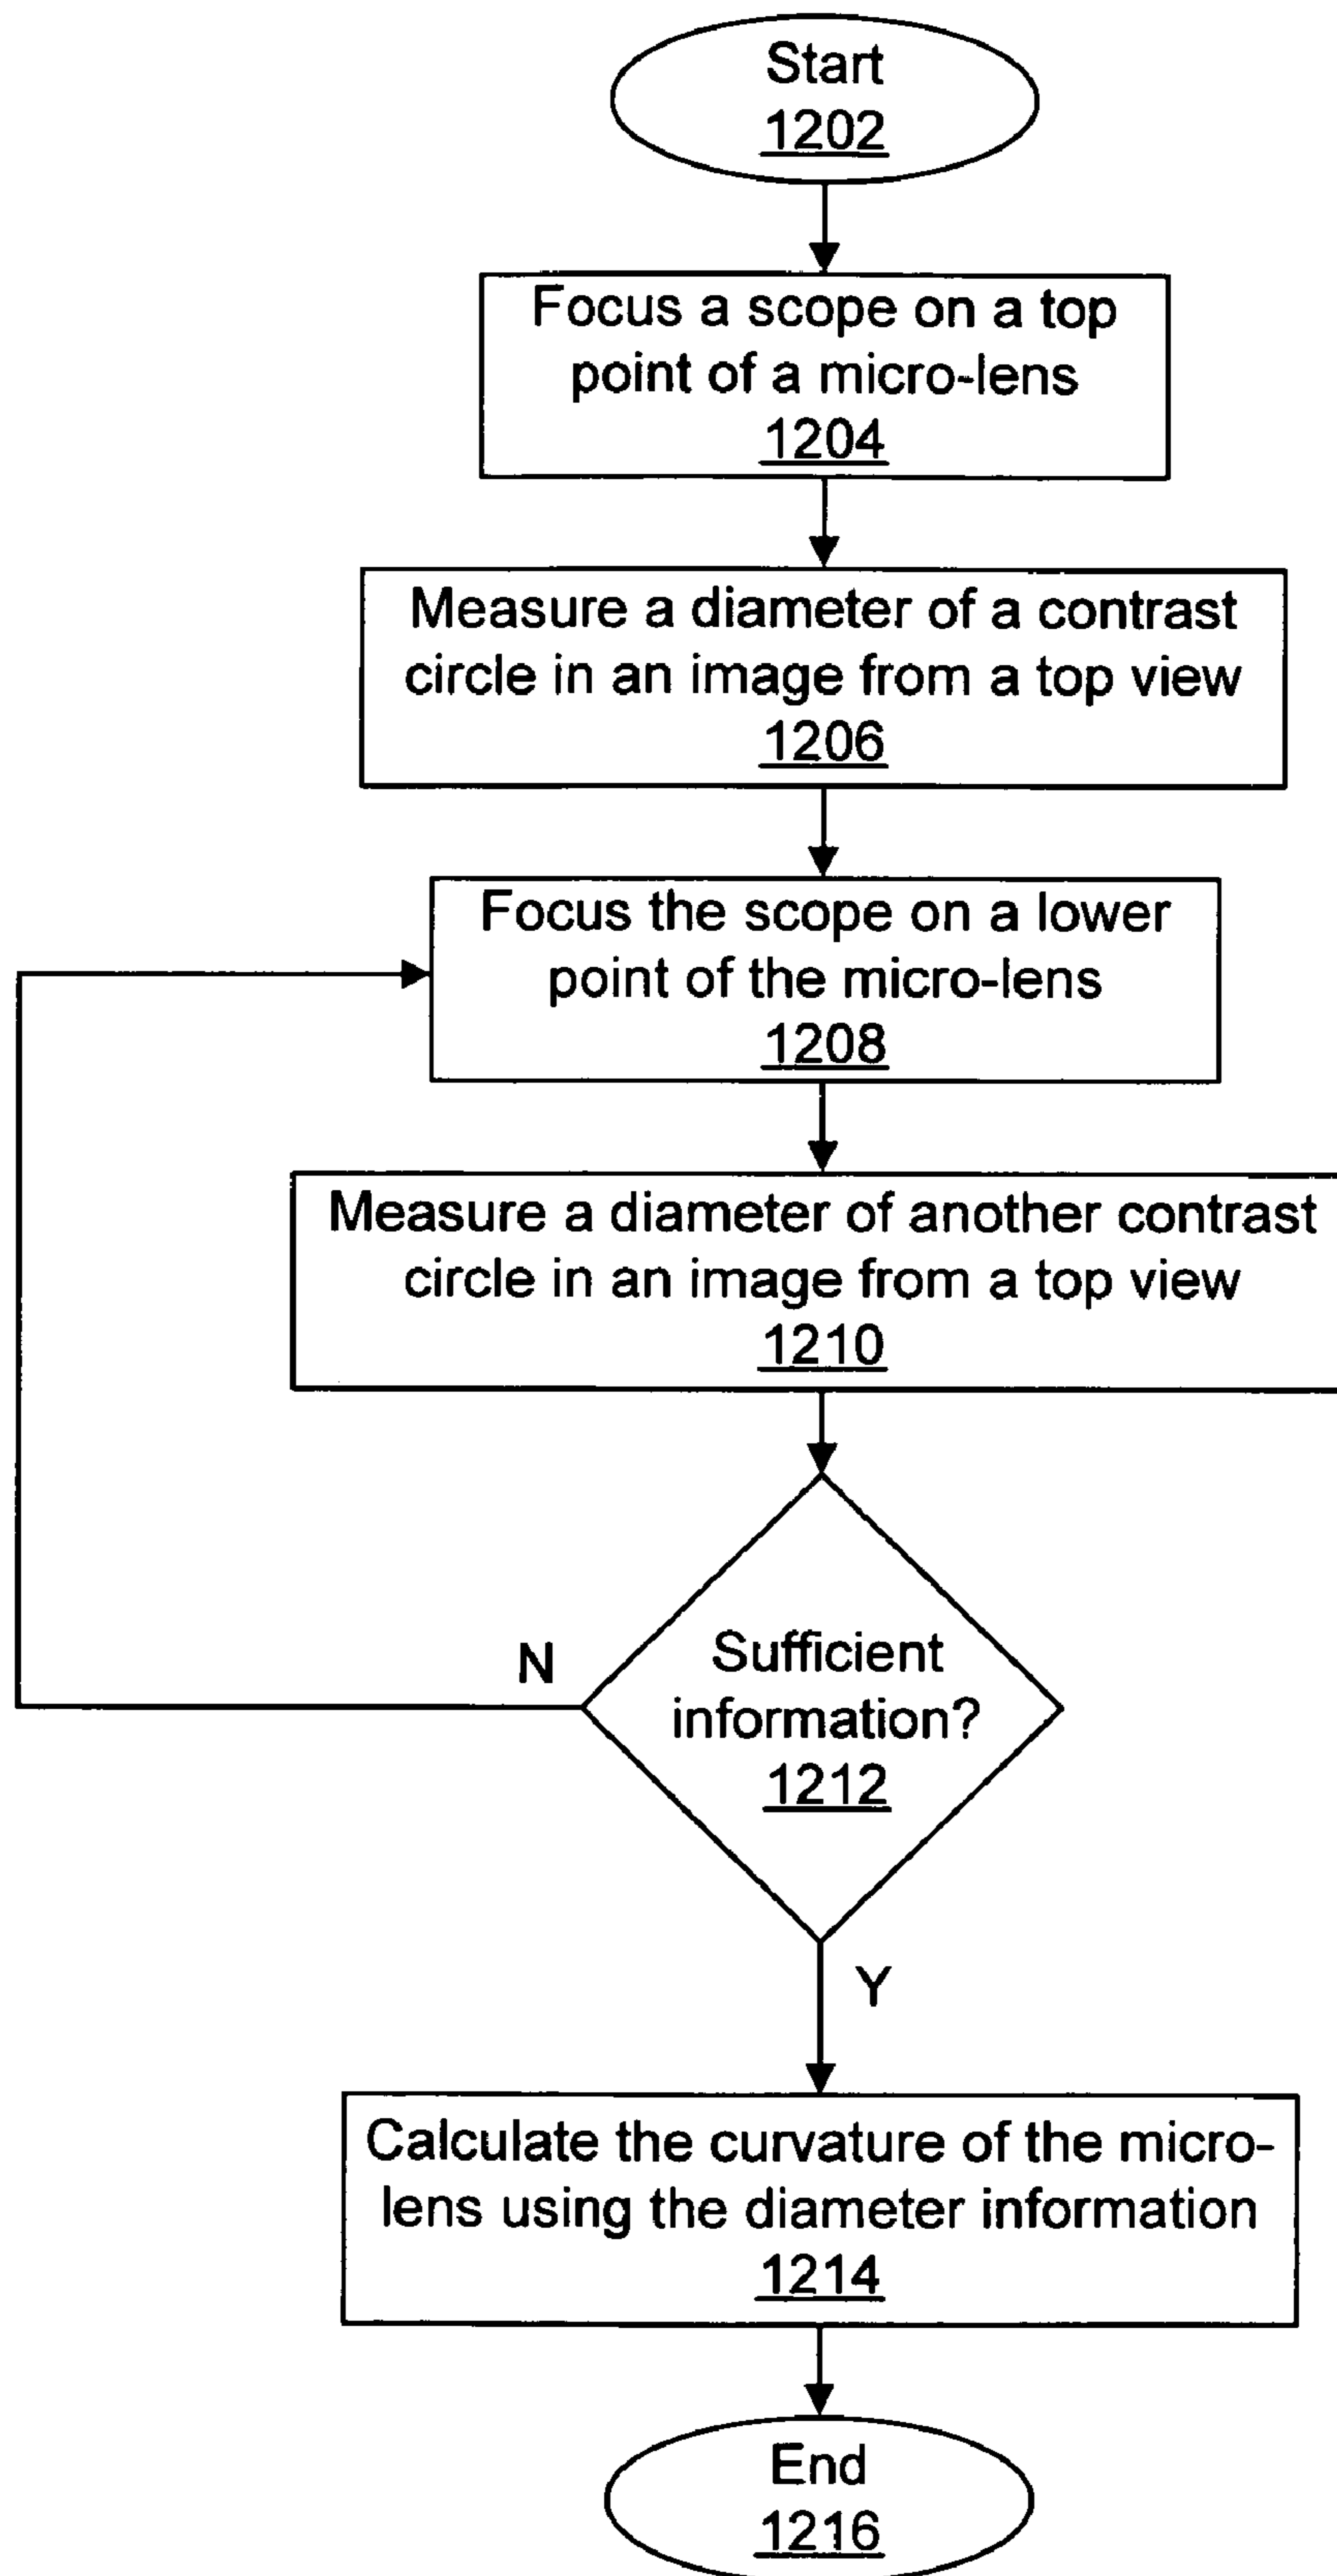 Start
1202
Focus a scope on a top
point of a micro-lens
1204
Measure a diameter of a contrast
circle in an image from a top view
1206
Focus the scope on a lower
point of the micro-lens
1208
Measure a diameter of another contrast
circle in an image from a top view
1210
Sufficient
information?
1212
N
Y
Calculate the curvature of the micro-
lens using the diameter information
1214
End
1216